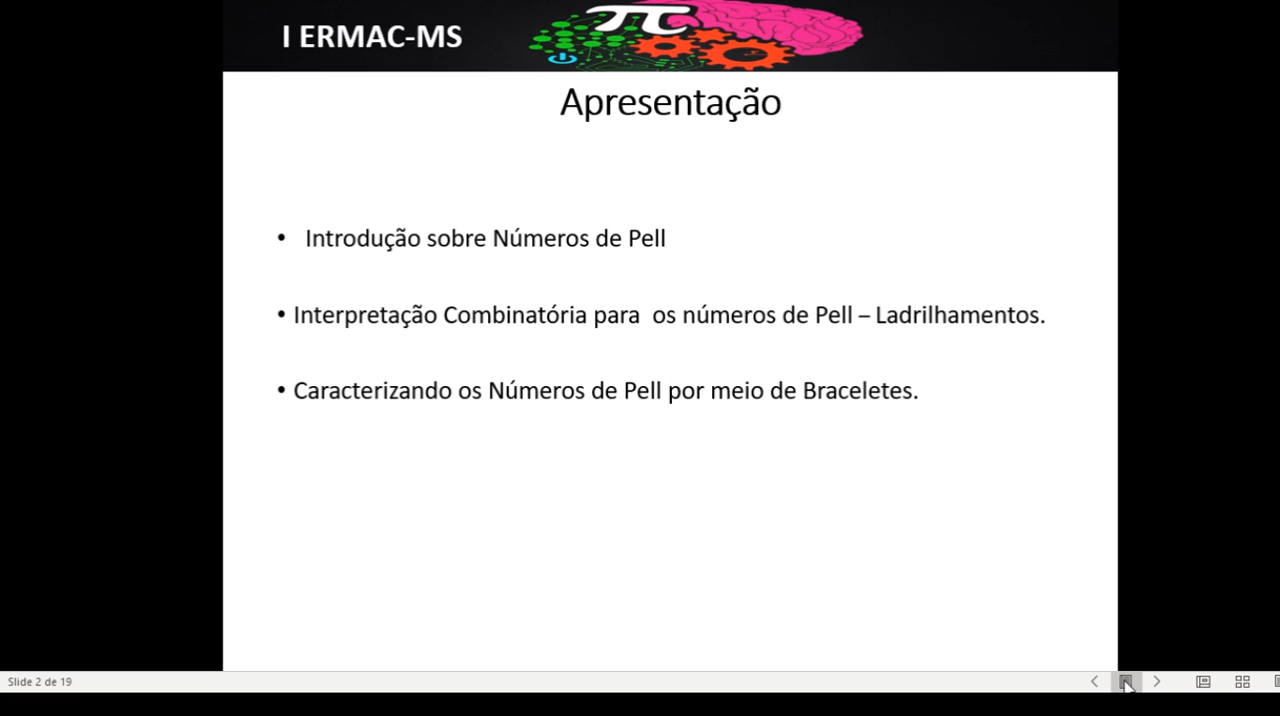 I ERMAC-MS
Apresentação
• Introdução sobre Números de Pell
• Interpretação Combinatória para os números de Pell – Ladrilhamentos.
• Caracterizando os Números de Pell por meio de Braceletes.
Slide 2 de 19